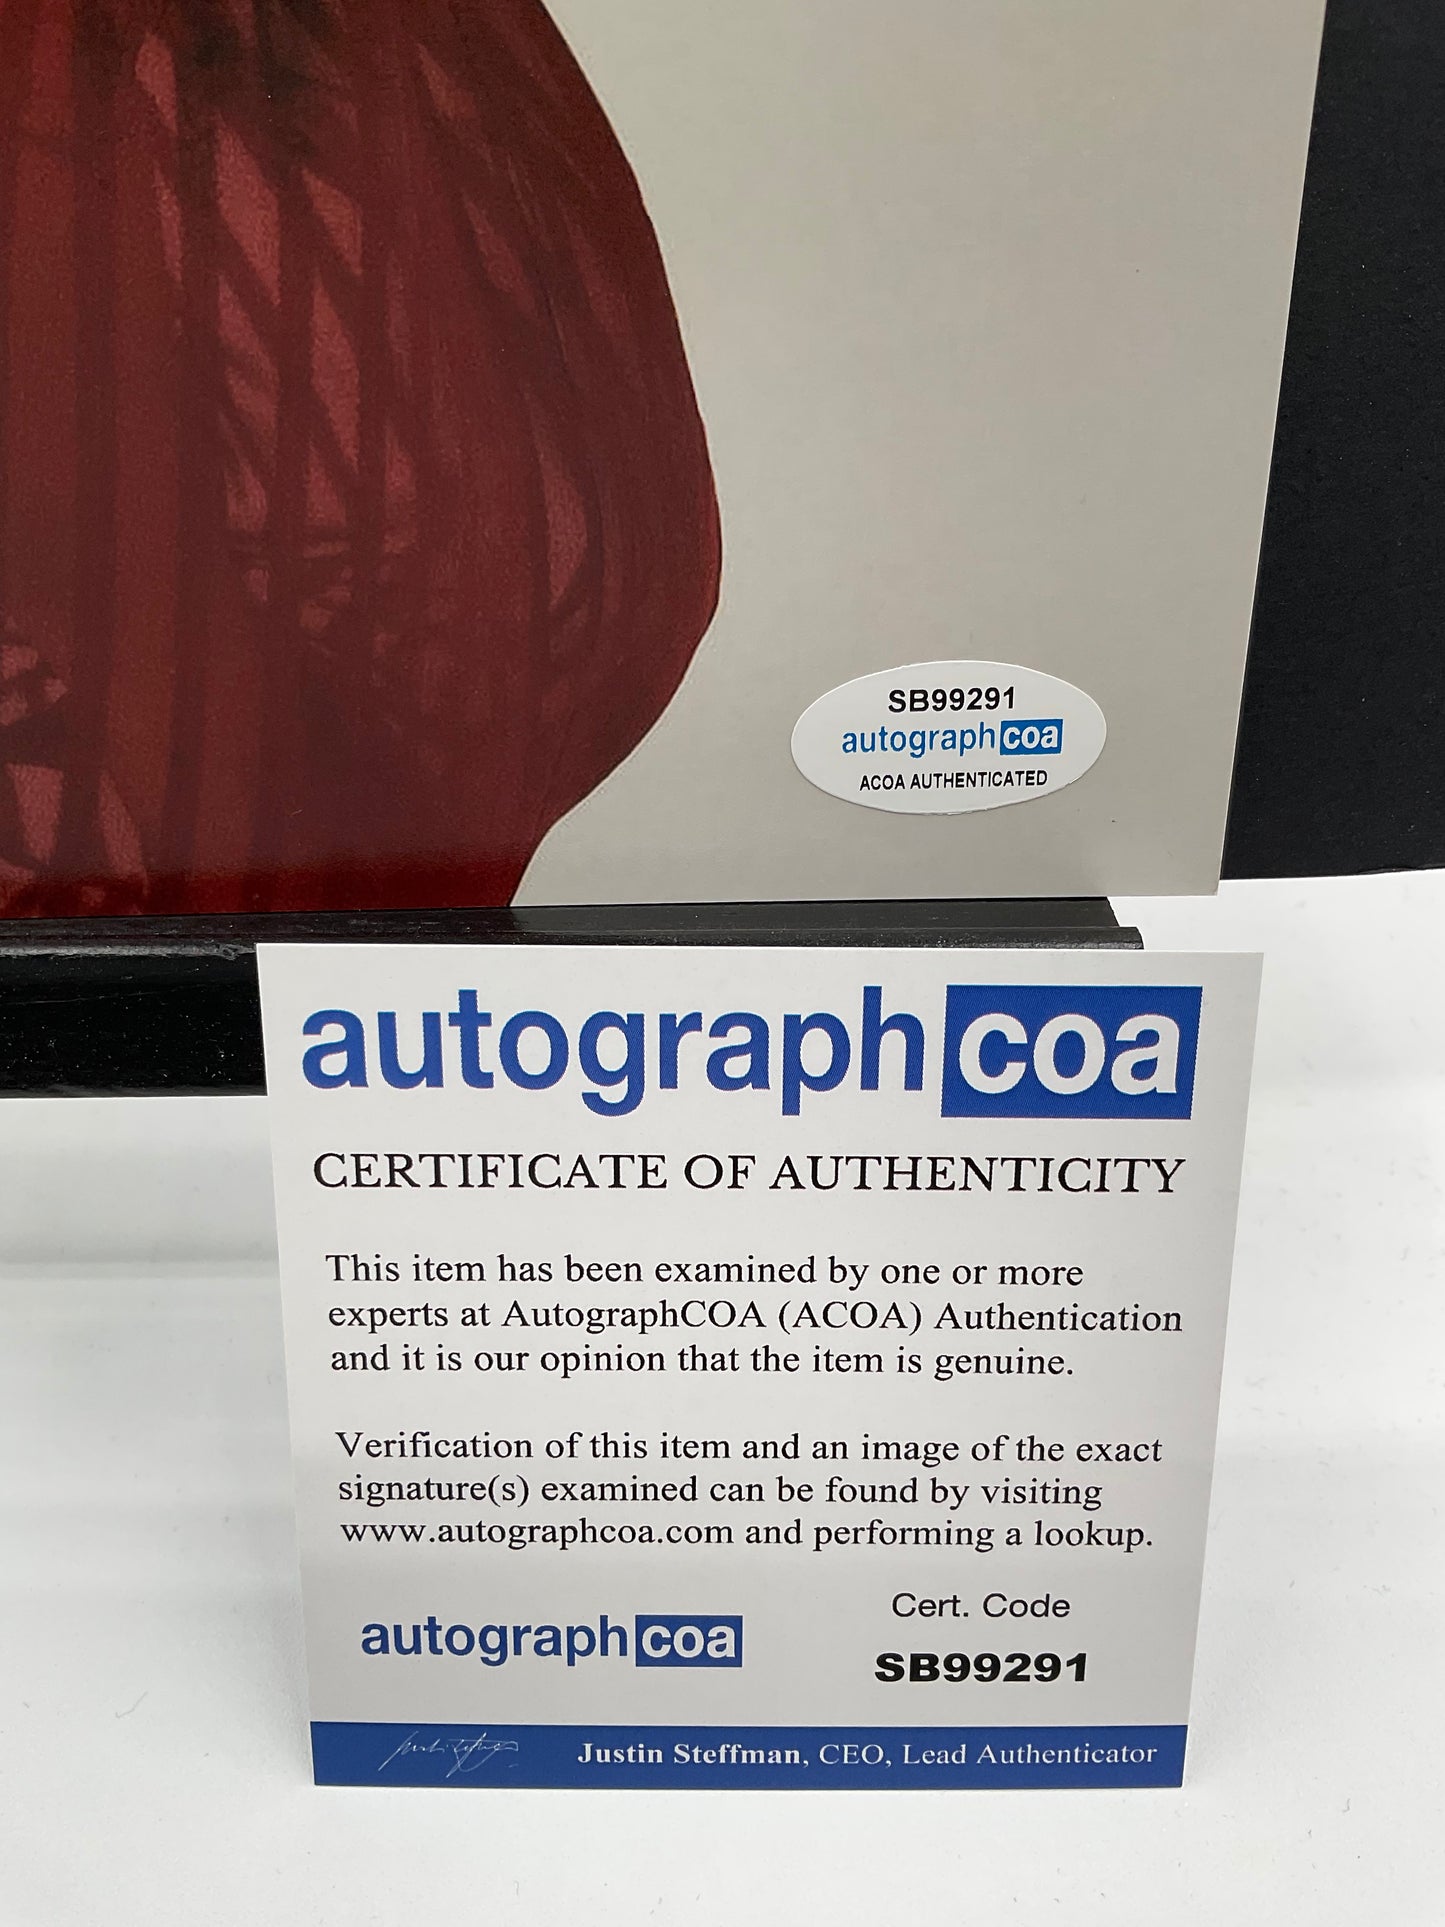 SB99291
autographcoa
ACOA AUTHENTICATED
autographcoa
CERTIFICATE OF AUTHENTICITY
This item has been examined by one or more
experts at AutographCOA (ACOA) Authentication
and it is our opinion that the item is genuine.
Verification of this item and an image of the exact
signature(s) examined can be found by visiting
www.autographcoa.com and performing a lookup.
Cert. Code
autographcoa
SB99291
Justin Steffman, CEO, Lead Authenticator